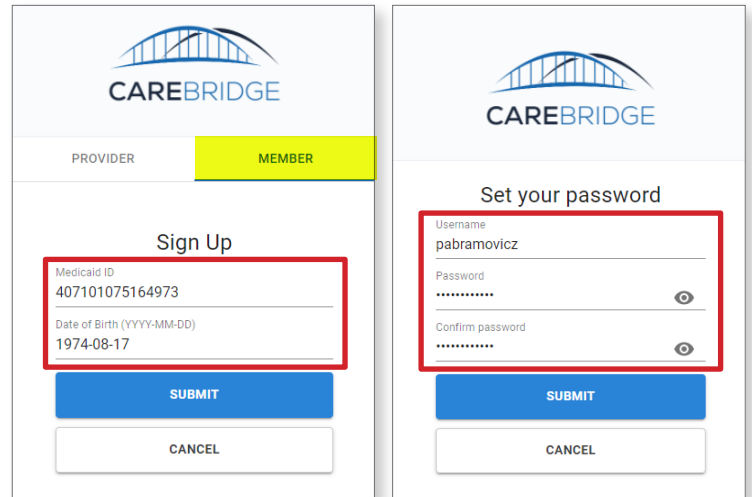 CAREBRIDGE
PROVIDER
MEMBER
Sign Up
Medicaid ID
407101075164973
Date of Birth (YYYY-MM-DD)
1974-08-17
SUBMIT
CANCEL
CAREBRIDGE
Set your password
Username
pabramovicz
Password
••••••••••••
Confirm password
••••••••••••
SUBMIT
CANCEL